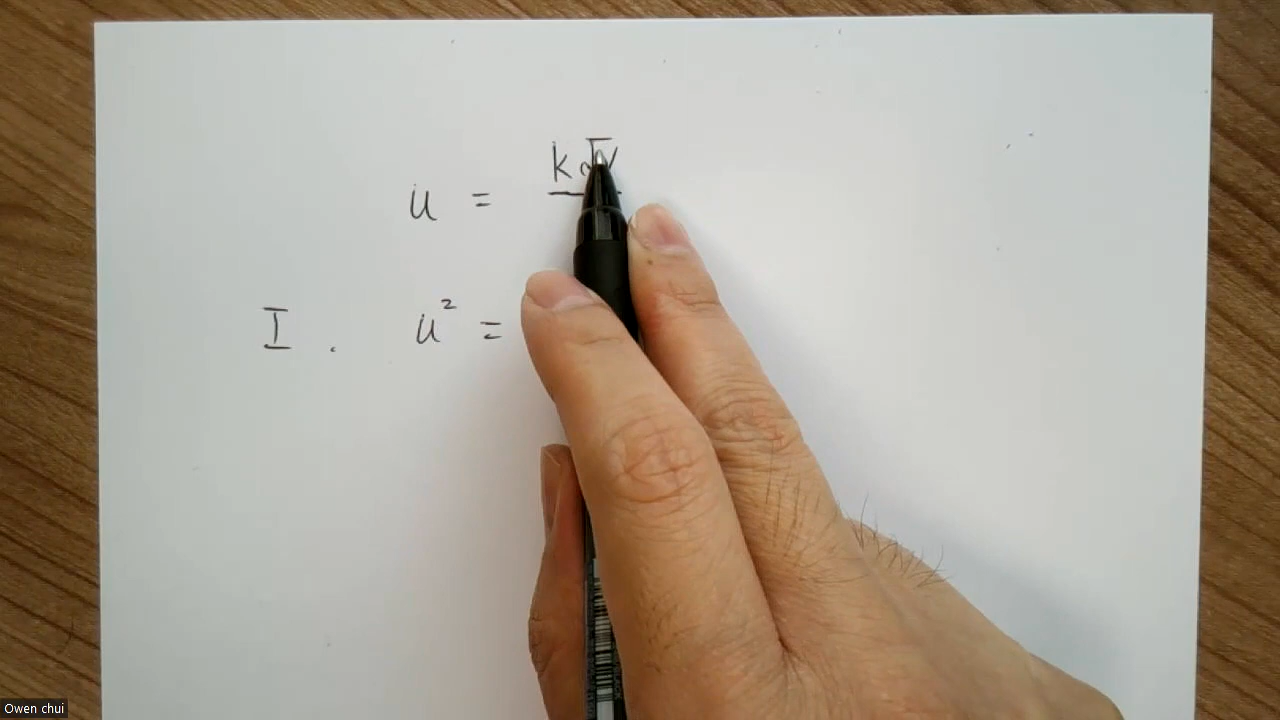 u = k
I . u² =
Owen chui